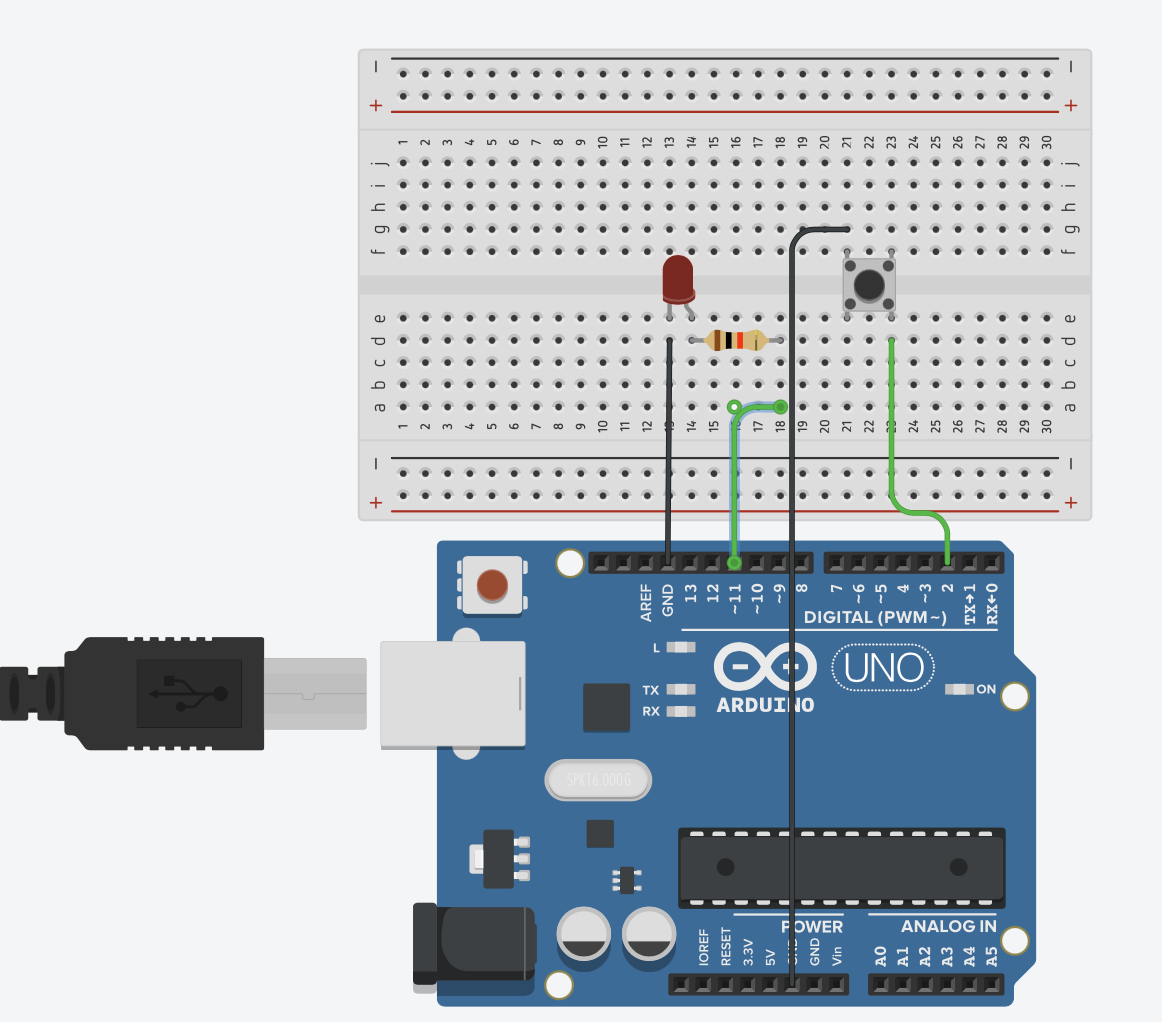 − −
+ +
1 2 3 4 5 6 7 8 9 10 11 12 13 14 15 16 17 18 19 20 21 22 23 24 25 26 27 28 29 30
j j
i i
h h
g g
f f
e e
d d
c c
b b
a a
1 2 3 4 5 6 7 8 9 10 11 12 13 14 15 16 17 18 19 20 21 22 23 24 25 26 27 28 29 30
− −
+ +
AREF GND 13 12 ~11 ~10 ~9 8 7 ~6 ~5 4 ~3 2 TX→1 RX←0
DIGITAL (PWM~)
L
TX
RX
ARDUINO
UNO
ON
SPKT6.000G
POWER ANALOG IN
IOREF RESET 3.3V 5V GND GND Vin A0 A1 A2 A3 A4 A5